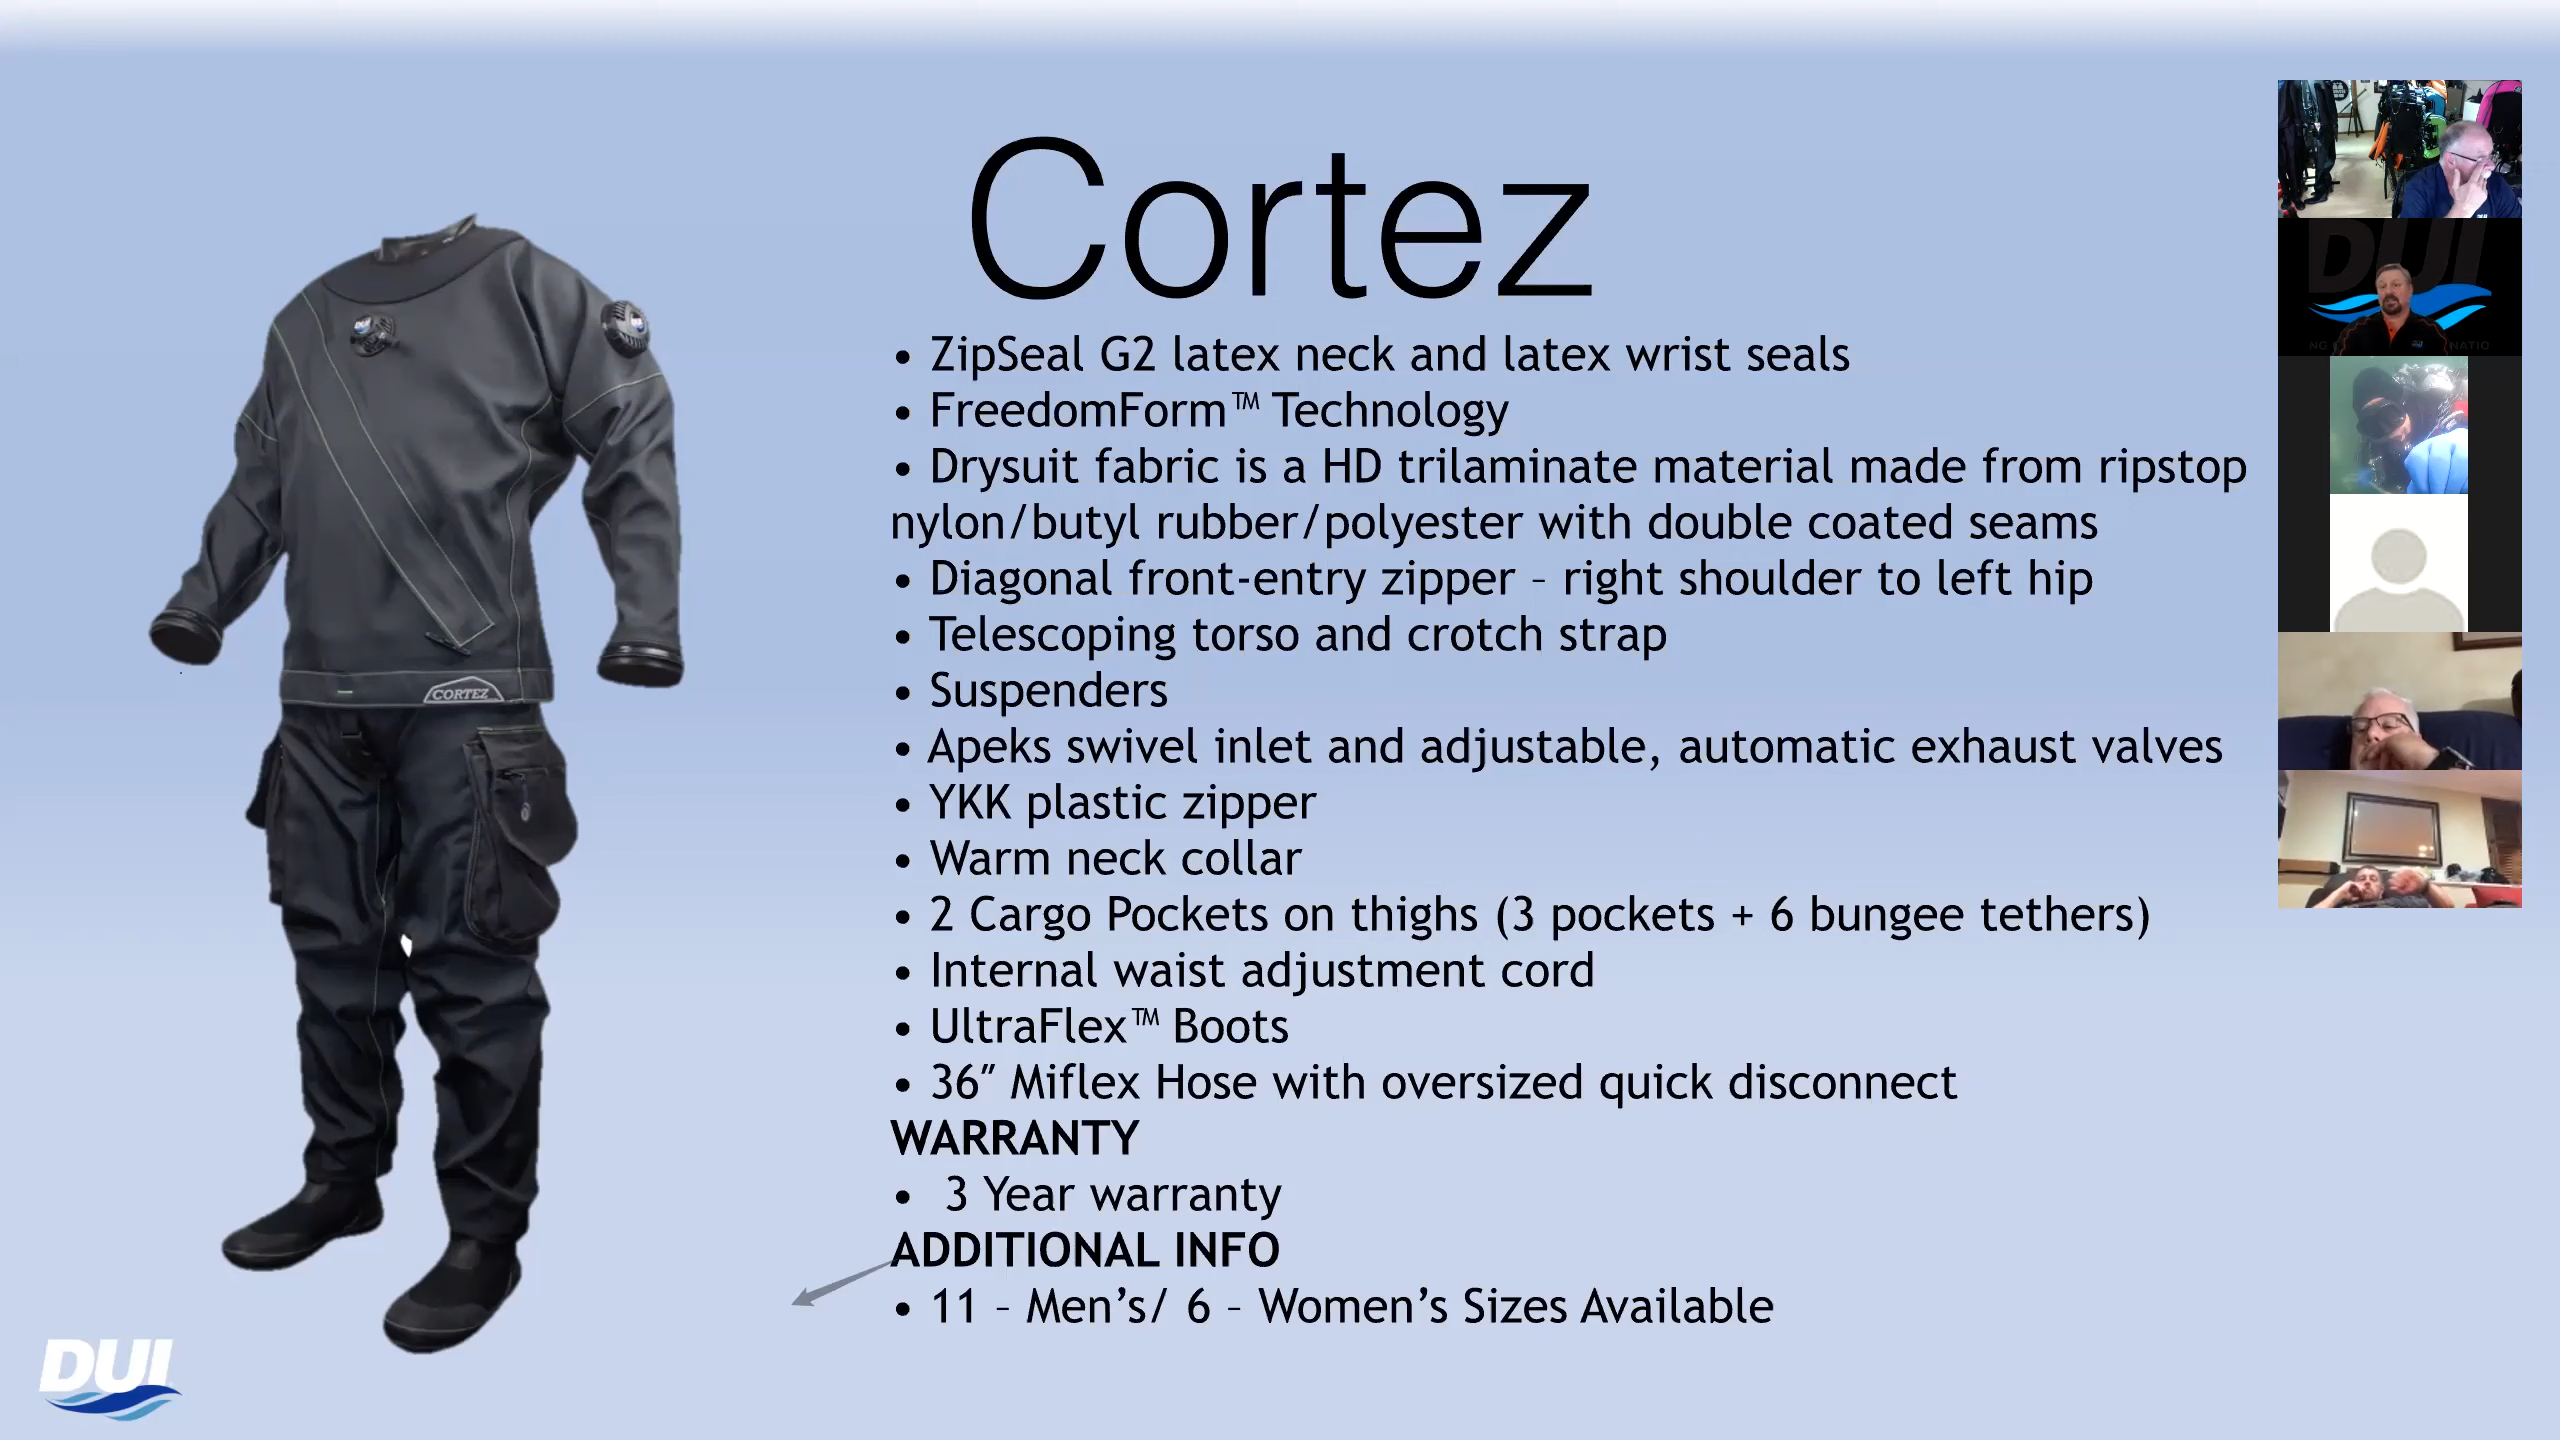 Cortez
• ZipSeal G2 latex neck and latex wrist seals
• FreedomForm™ Technology
• Drysuit fabric is a HD trilaminate material made from ripstop
nylon/butyl rubber/polyester with double coated seams
• Diagonal front-entry zipper – right shoulder to left hip
• Telescoping torso and crotch strap
• Suspenders
• Apeks swivel inlet and adjustable, automatic exhaust valves
• YKK plastic zipper
• Warm neck collar
• 2 Cargo Pockets on thighs (3 pockets + 6 bungee tethers)
• Internal waist adjustment cord
• UltraFlex™ Boots
• 36″ Miflex Hose with oversized quick disconnect
WARRANTY
• 3 Year warranty
ADDITIONAL INFO
• 11 – Men’s/ 6 – Women’s Sizes Available
CORTEZ
DUI
DUI
DUI